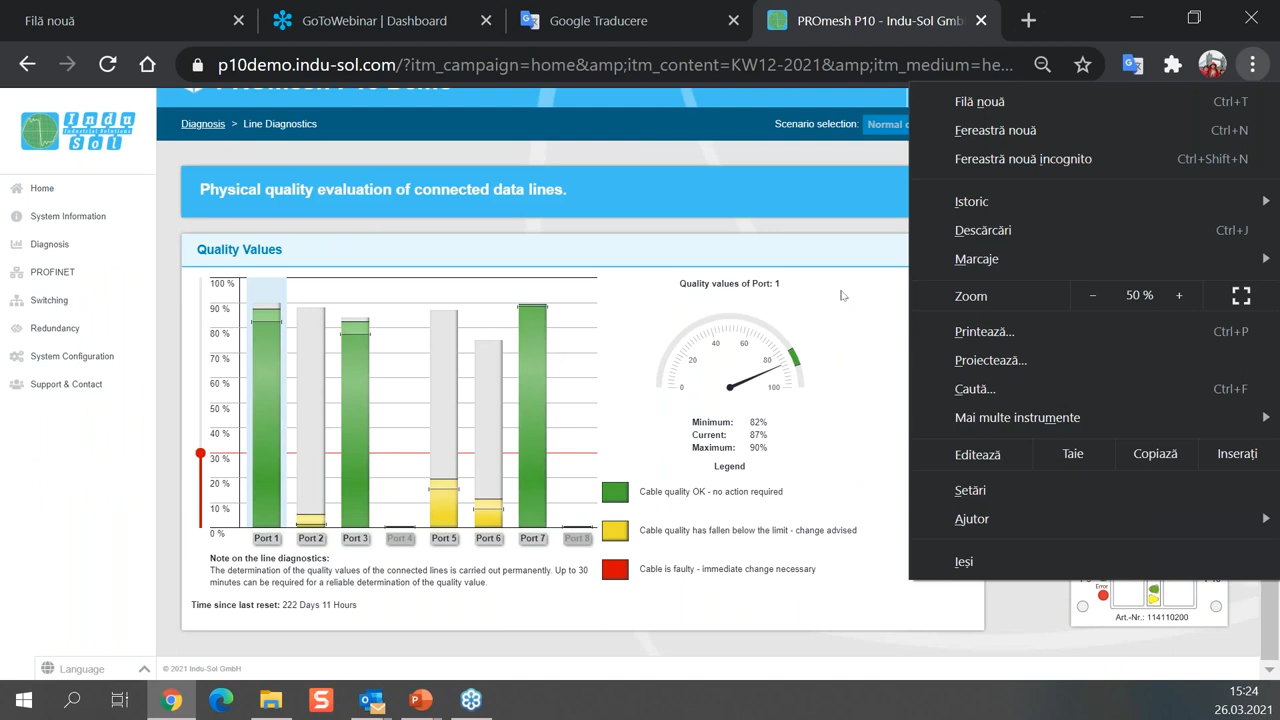 Filă nouă
GoToWebinar | Dashboard
Google Traducere
PROmesh P10 - Indu-Sol Gmb
p10demo.indu-sol.com/?itm_campaign=home&amp;itm_content=KW12-2021&amp;itm_medium=he...
Indu
Industrial Solutions
Sol
Home
System Information
Diagnosis
PROFINET
Switching
Redundancy
System Configuration
Support & Contact
Language
PROmesh P10 Demo
Diagnosis > Line Diagnostics
Scenario selection: Normal
Physical quality evaluation of connected data lines.
Quality Values
100 %
90 %
80 %
70 %
60 %
50 %
40 %
30 %
20 %
10 %
0 %
Port 1 Port 2 Port 3 Port 4 Port 5 Port 6 Port 7 Port 8
Note on the line diagnostics:
The determination of the quality values of the connected lines is carried out permanently. Up to 30
minutes can be required for a reliable determination of the quality value.
Time since last reset: 222 Days 11 Hours
Quality values of Port: 1
0 20 40 60 80 100
Minimum: 82%
Current: 87%
Maximum: 90%
Legend
Cable quality OK - no action required
Cable quality has fallen below the limit - change advised
Cable is faulty - immediate change necessary
Error
Art.-Nr.: 114110200
© 2021 Indu-Sol GmbH
Filă nouă Ctrl+T
Fereastră nouă Ctrl+N
Fereastră nouă incognito Ctrl+Shift+N
Istoric
Descărcări Ctrl+J
Marcaje
Zoom - 50 % +
Printează... Ctrl+P
Proiectează...
Caută... Ctrl+F
Mai multe instrumente
Editează Taie Copiază Inserați
Setări
Ajutor
Ieși
15:24
26.03.2021